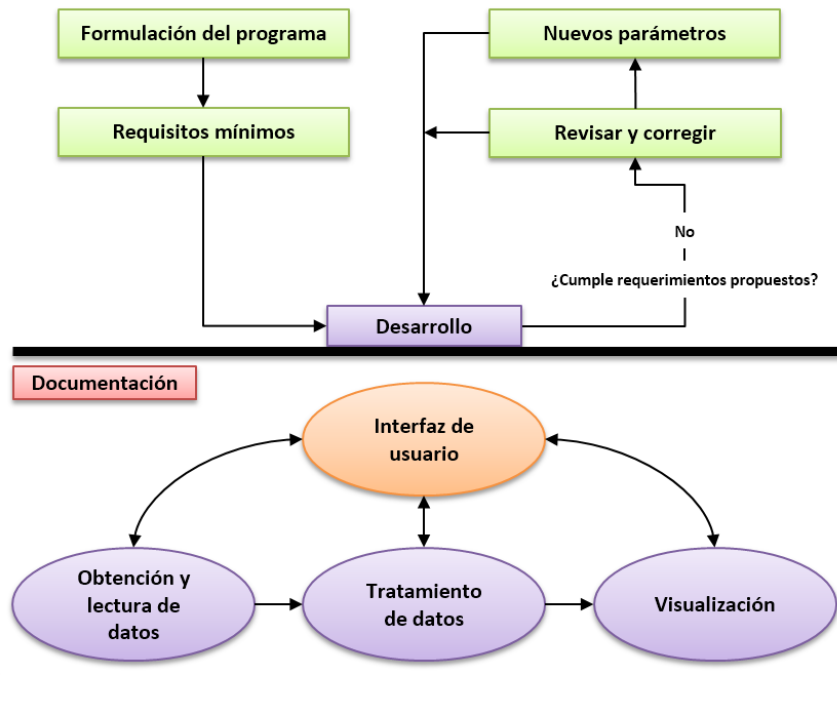 Formulación del programa
Nuevos parámetros
Requisitos mínimos
Revisar y corregir
No
¿Cumple requerimientos propuestos?
Desarrollo
Documentación
Interfaz de
usuario
Obtención y
lectura de
datos
Tratamiento
de datos
Visualización